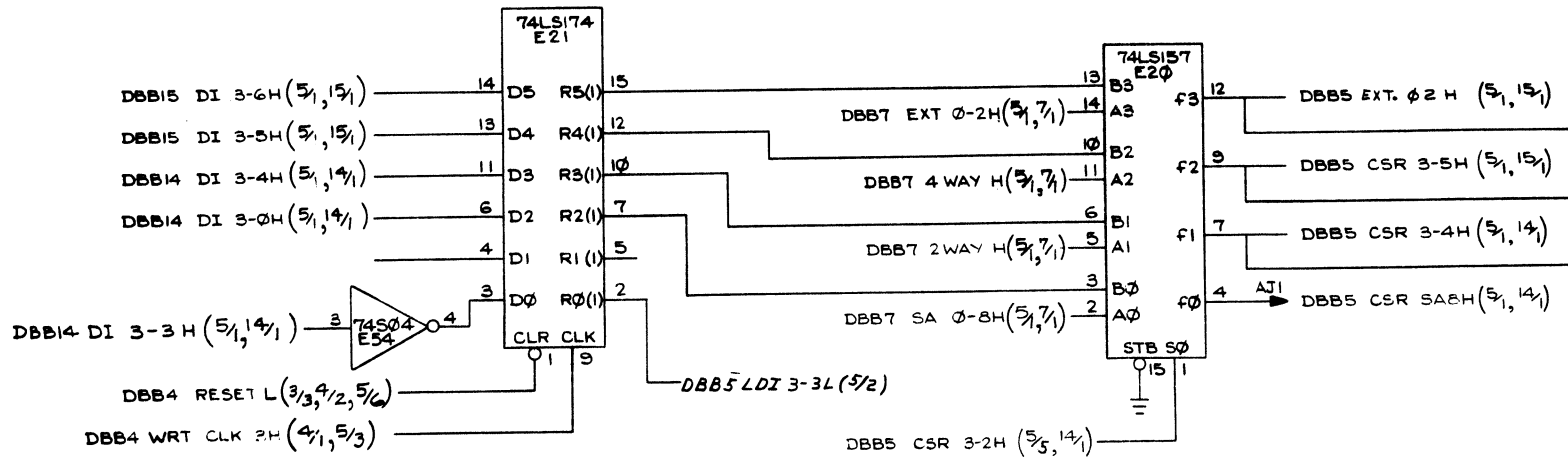 74LS174
E21
DBB15 DI 3-6H (5/1, 15/1) 14 D5 R5(1) 15
DBB15 DI 3-5H (5/1, 15/1) 13 D4 R4(1) 12
DBB14 DI 3-4H (5/1, 14/1) 11 D3 R3(1) 1Ø
DBB14 DI 3-ØH (5/1, 14/1) 6 D2 R2(1) 7
4 D1 R1(1) 5
3 DØ RØ(1) 2
DBB14 DI 3-3H (5/1, 14/1) 3 74SØ4 4
E54
CLR CLK
1 9
DBB4 RESET L (3/3, 4/2, 5/6)
DBB4 WRT CLK (4/1, 5/3)
DBB5 LDI 3-3L (5/2)
74LS157
E2Ø
13 B3 f3 12 DBB5 EXT. Ø2 H (5/1, 15/1)
DBB7 EXT Ø-2H (5/1, 7/1) 14 A3
1Ø B2 f2 9 DBB5 CSR 3-5H (5/1, 15/1)
DBB7 4 WAY H (5/1, 7/1) 11 A2
6 B1 f1 7 DBB5 CSR 3-4H (5/1, 14/1)
DBB7 2WAY H (5/1, 7/1) 5 A1
3 BØ fØ 4 AJ1 DBB5 CSR SA8H (5/1, 14/1)
DBB7 SA Ø-8H (5/1, 7/1) 2 AØ
STB SØ
15 1
DBB5 CSR 3-2H (5/5, 14/1)